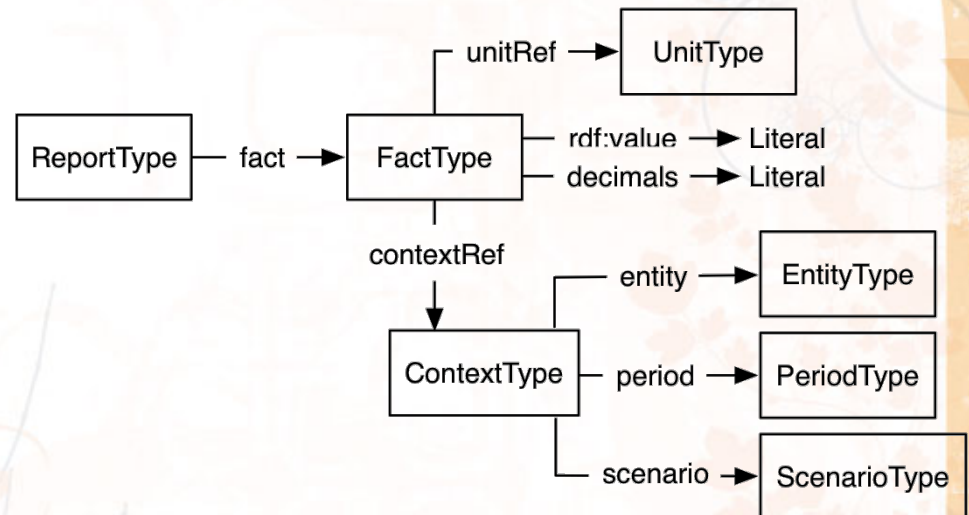 unitRef
UnitType
ReportType
fact
FactType
rdf:value
Literal
decimals
Literal
contextRef
entity
EntityType
ContextType
period
PeriodType
scenario
ScenarioType